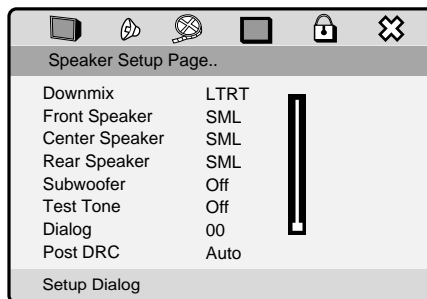 Speaker Setup Page..
Downmix LTRT
Front Speaker SML
Center Speaker SML
Rear Speaker SML
Subwoofer Off
Test Tone Off
Dialog 00
Post DRC Auto
Setup Dialog